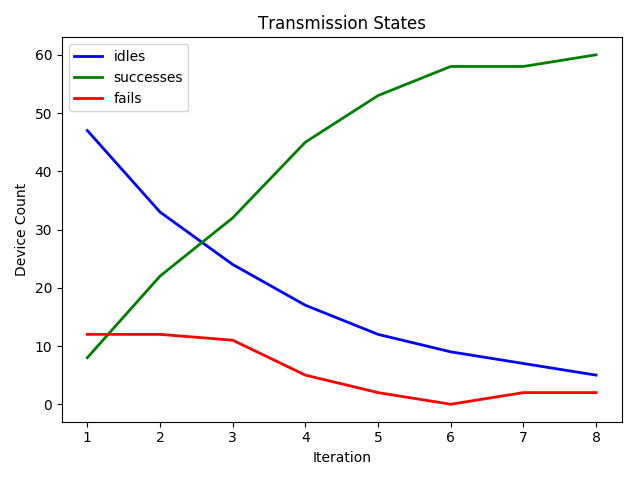 Transmission States
idles
successes
fails
60
50
40
30
20
10
0
Device Count
1 2 3 4 5 6 7 8
Iteration